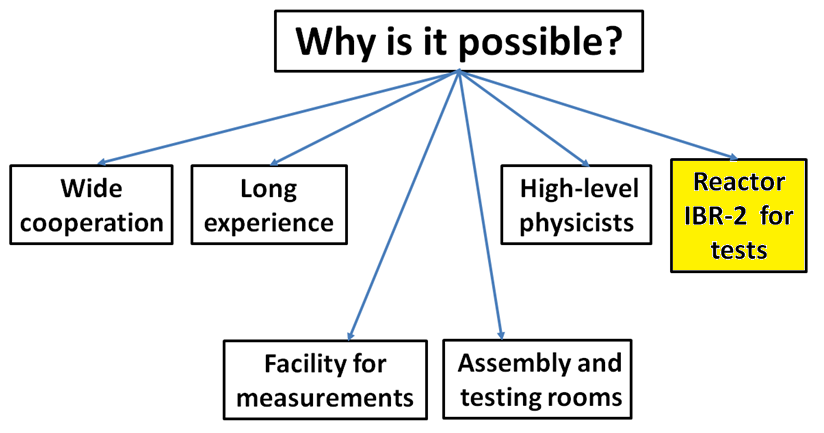 Why is it possible?
Wide
cooperation
Long
experience
High-level
physicists
Reactor
IBR-2 for
tests
Facility for
measurements
Assembly and
testing rooms